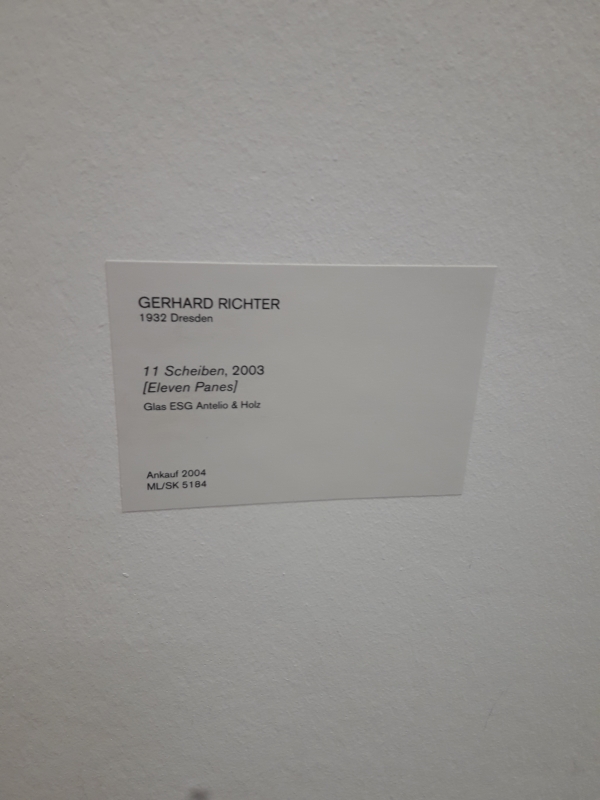 GERHARD RICHTER
1932 Dresden
11 Scheiben, 2003
[Eleven Panes]
Glas ESG Antelio & Holz
Ankauf 2004
ML/SK 5184